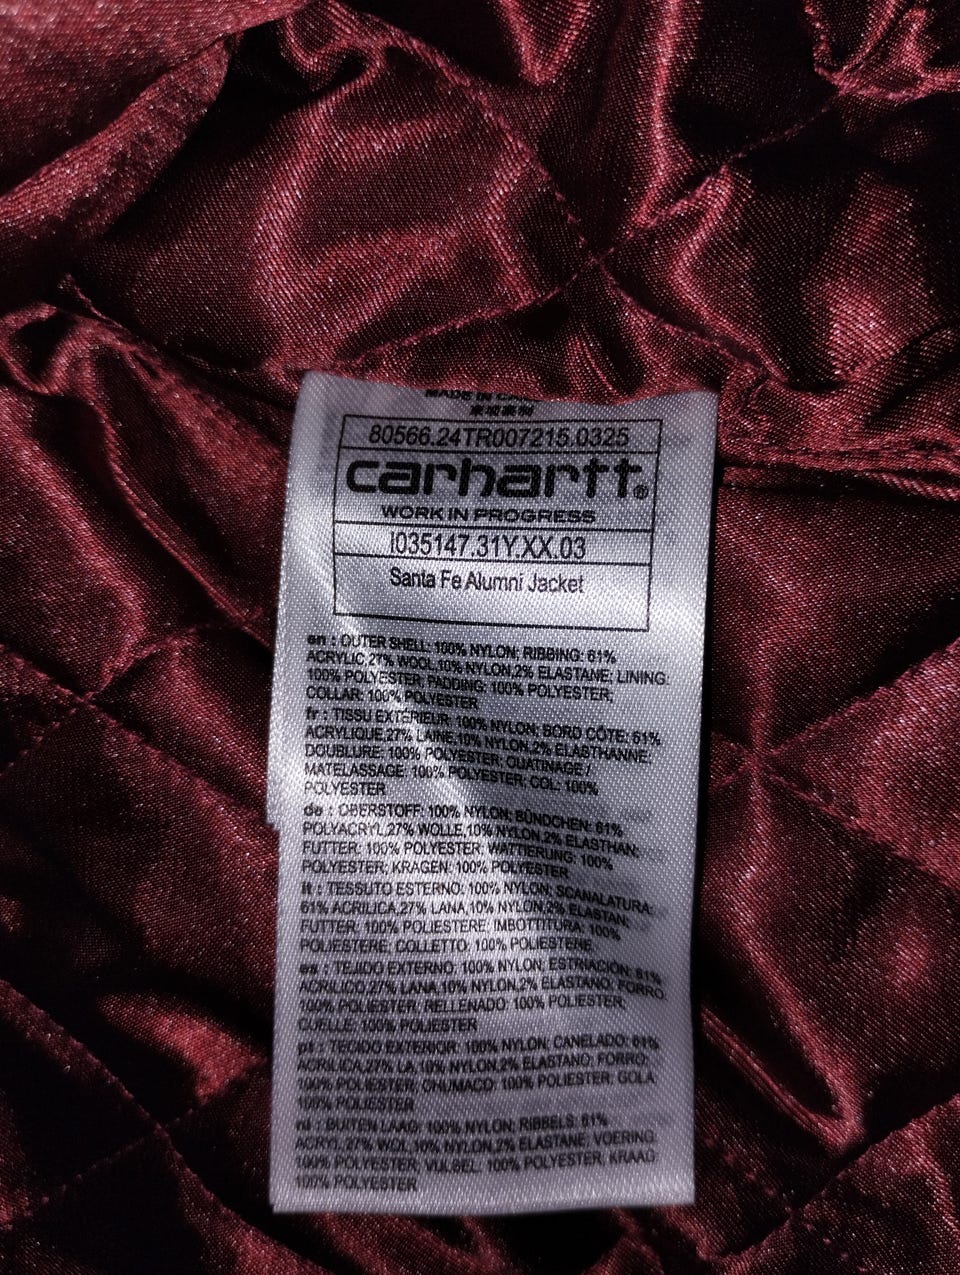 MADE IN
柬埔寨制
80566.24TR007215.0325
carhartt®
WORK IN PROGRESS
I035147.31Y.XX.03
Santa Fe Alumni Jacket
en : OUTER SHELL: 100% NYLON; RIBBING: 61%
ACRYLIC,27% WOOL,10% NYLON,2% ELASTANE; LINING:
100% POLYESTER; PADDING: 100% POLYESTER;
COLLAR: 100% POLYESTER
fr : TISSU EXTÉRIEUR: 100% NYLON; BORD CÔTE: 61%
ACRYLIQUE,27% LAINE,10% NYLON,2% ELASTHANNE;
DOUBLURE: 100% POLYESTER; OUATINAGE /
MATELASSAGE: 100% POLYESTER; COL: 100%
POLYESTER
de : OBERSTOFF: 100% NYLON; BÜNDCHEN: 61%
POLYACRYL,27% WOLLE,10% NYLON,2% ELASTHAN;
FUTTER: 100% POLYESTER; WATTIERUNG: 100%
POLYESTER; KRAGEN: 100% POLYESTER
it : TESSUTO ESTERNO: 100% NYLON; SCANALATURA:
61% ACRILICA,27% LANA,10% NYLON,2% ELASTAN;
FUTTER: 100% POLIESTERE; IMBOTTITURA: 100%
POLIESTERE; COLLETTO: 100% POLIESTERE
es : TEJIDO EXTERNO: 100% NYLON; ESTRIACIÓN: 61%
ACRILICO,27% LANA,10% NYLON,2% ELASTANO; FORRO:
100% POLIESTER; RELLENADO: 100% POLIESTER;
CUELLE: 100% POLIESTER
pt : TECIDO EXTERIOR: 100% NYLON; CANELADO: 61%
ACRILICA,27% LA,10% NYLON,2% ELASTANO; FORRO:
100% POLIESTER; CHUMACO: 100% POLIESTER; GOLA
100% POLIESTER
nl : BUITEN LAAG: 100% NYLON; RIBBELS: 61%
ACRYL,27% WOL,10% NYLON,2% ELASTANE; VOERING:
100% POLYESTER; VULSEL: 100% POLYESTER; KRAAG:
100% POLYESTER